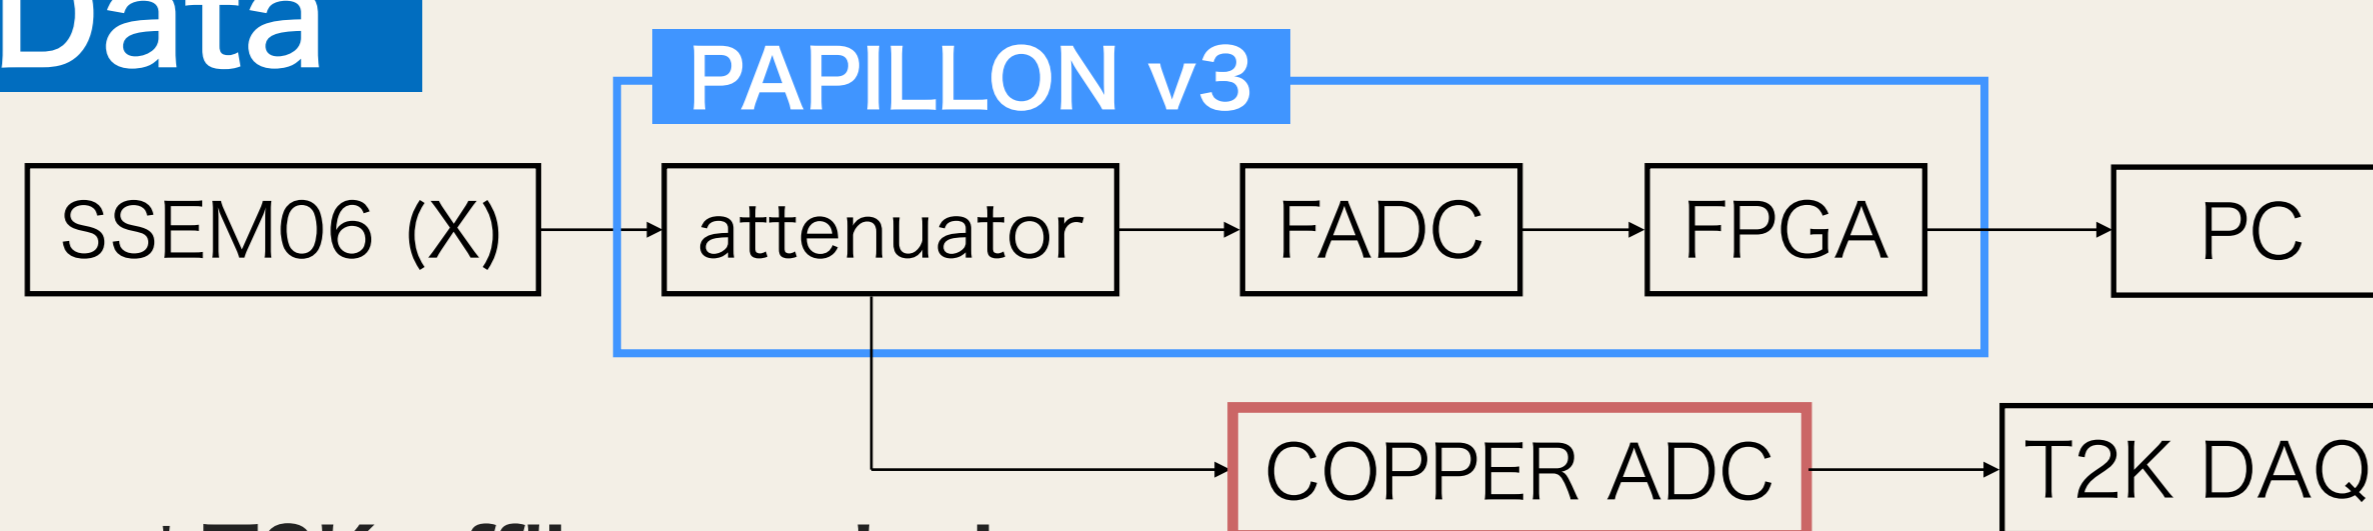 Data
PAPILLON v3
SSEM06 (X)
attenuator
FADC
FPGA
PC
COPPER ADC
T2K DAQ